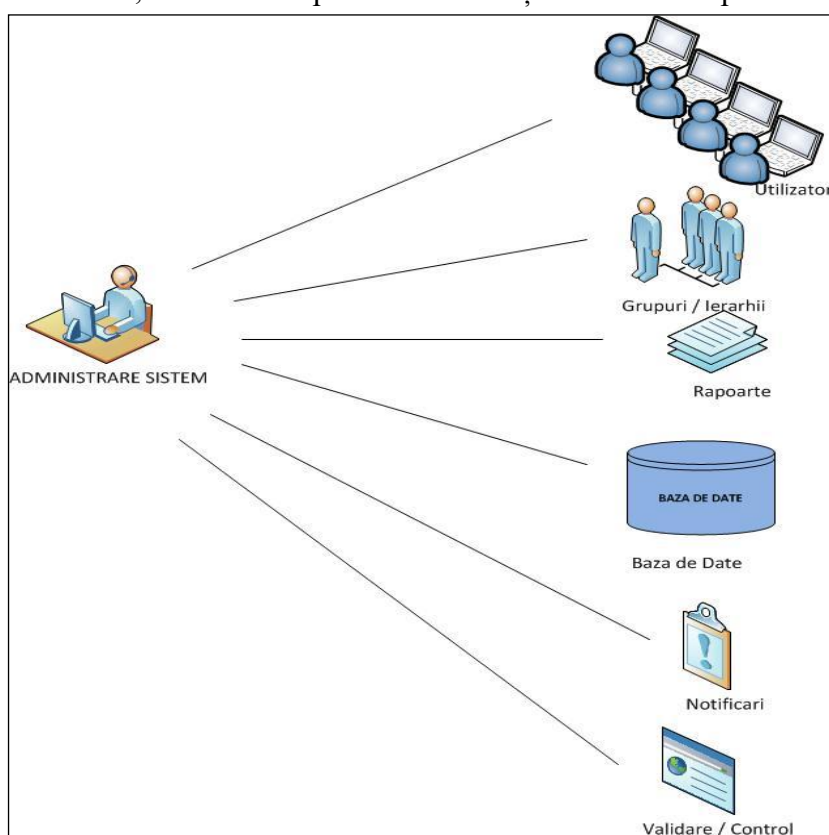 Utilizator
Grupuri / Ierarhii
ADMINISTRARE SISTEM
Rapoarte
BAZA DE DATE
Baza de Date
Notificari
Validare / Control